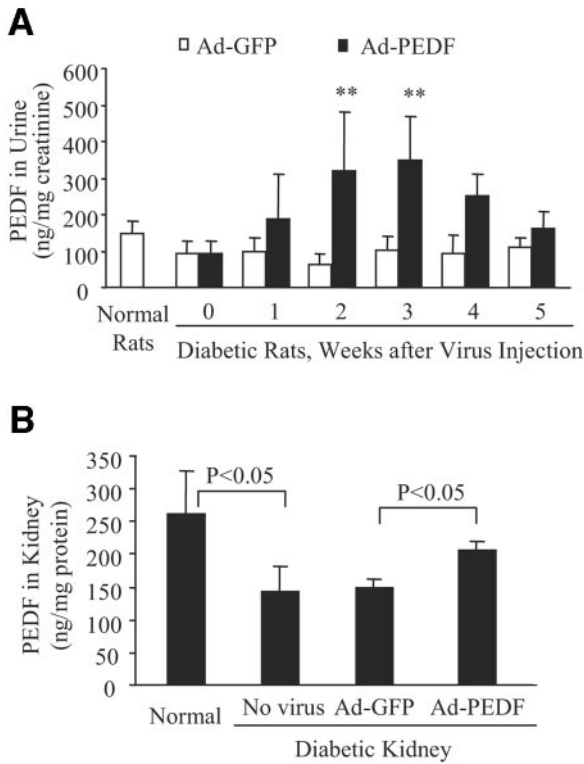 A
Ad-GFP Ad-PEDF
PEDF in Urine
(ng/mg creatinine)
600
500
400
300
200
100
0
** **
Normal
Rats
0 1 2 3 4 5
Diabetic Rats, Weeks after Virus Injection
B
PEDF in Kidney
(ng/mg protein)
350
300
250
200
150
100
50
0
P<0.05
P<0.05
Normal
No virus Ad-GFP Ad-PEDF
Diabetic Kidney